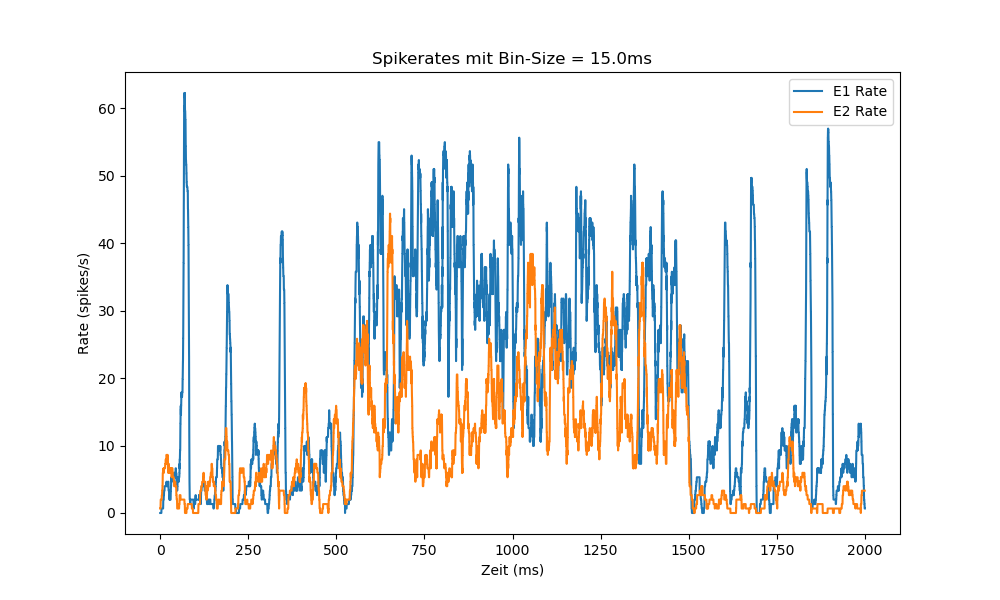 Spikerates mit Bin-Size = 15.0ms
E1 Rate
E2 Rate
60
50
40
30
20
10
0
Rate (spikes/s)
0 250 500 750 1000 1250 1500 1750 2000
Zeit (ms)